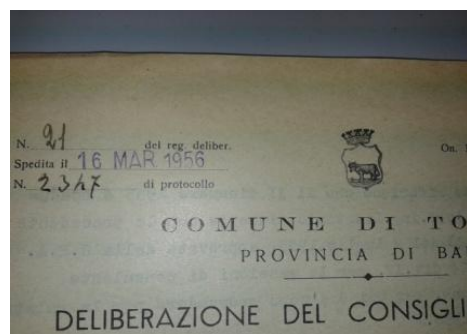 N. 21 del reg. deliber.
On.
Spedita il 16 MAR 1956
N. 2347 di protocollo
COMUNE DI TO
PROVINCIA DI BA
DELIBERAZIONE DEL CONSIGLI